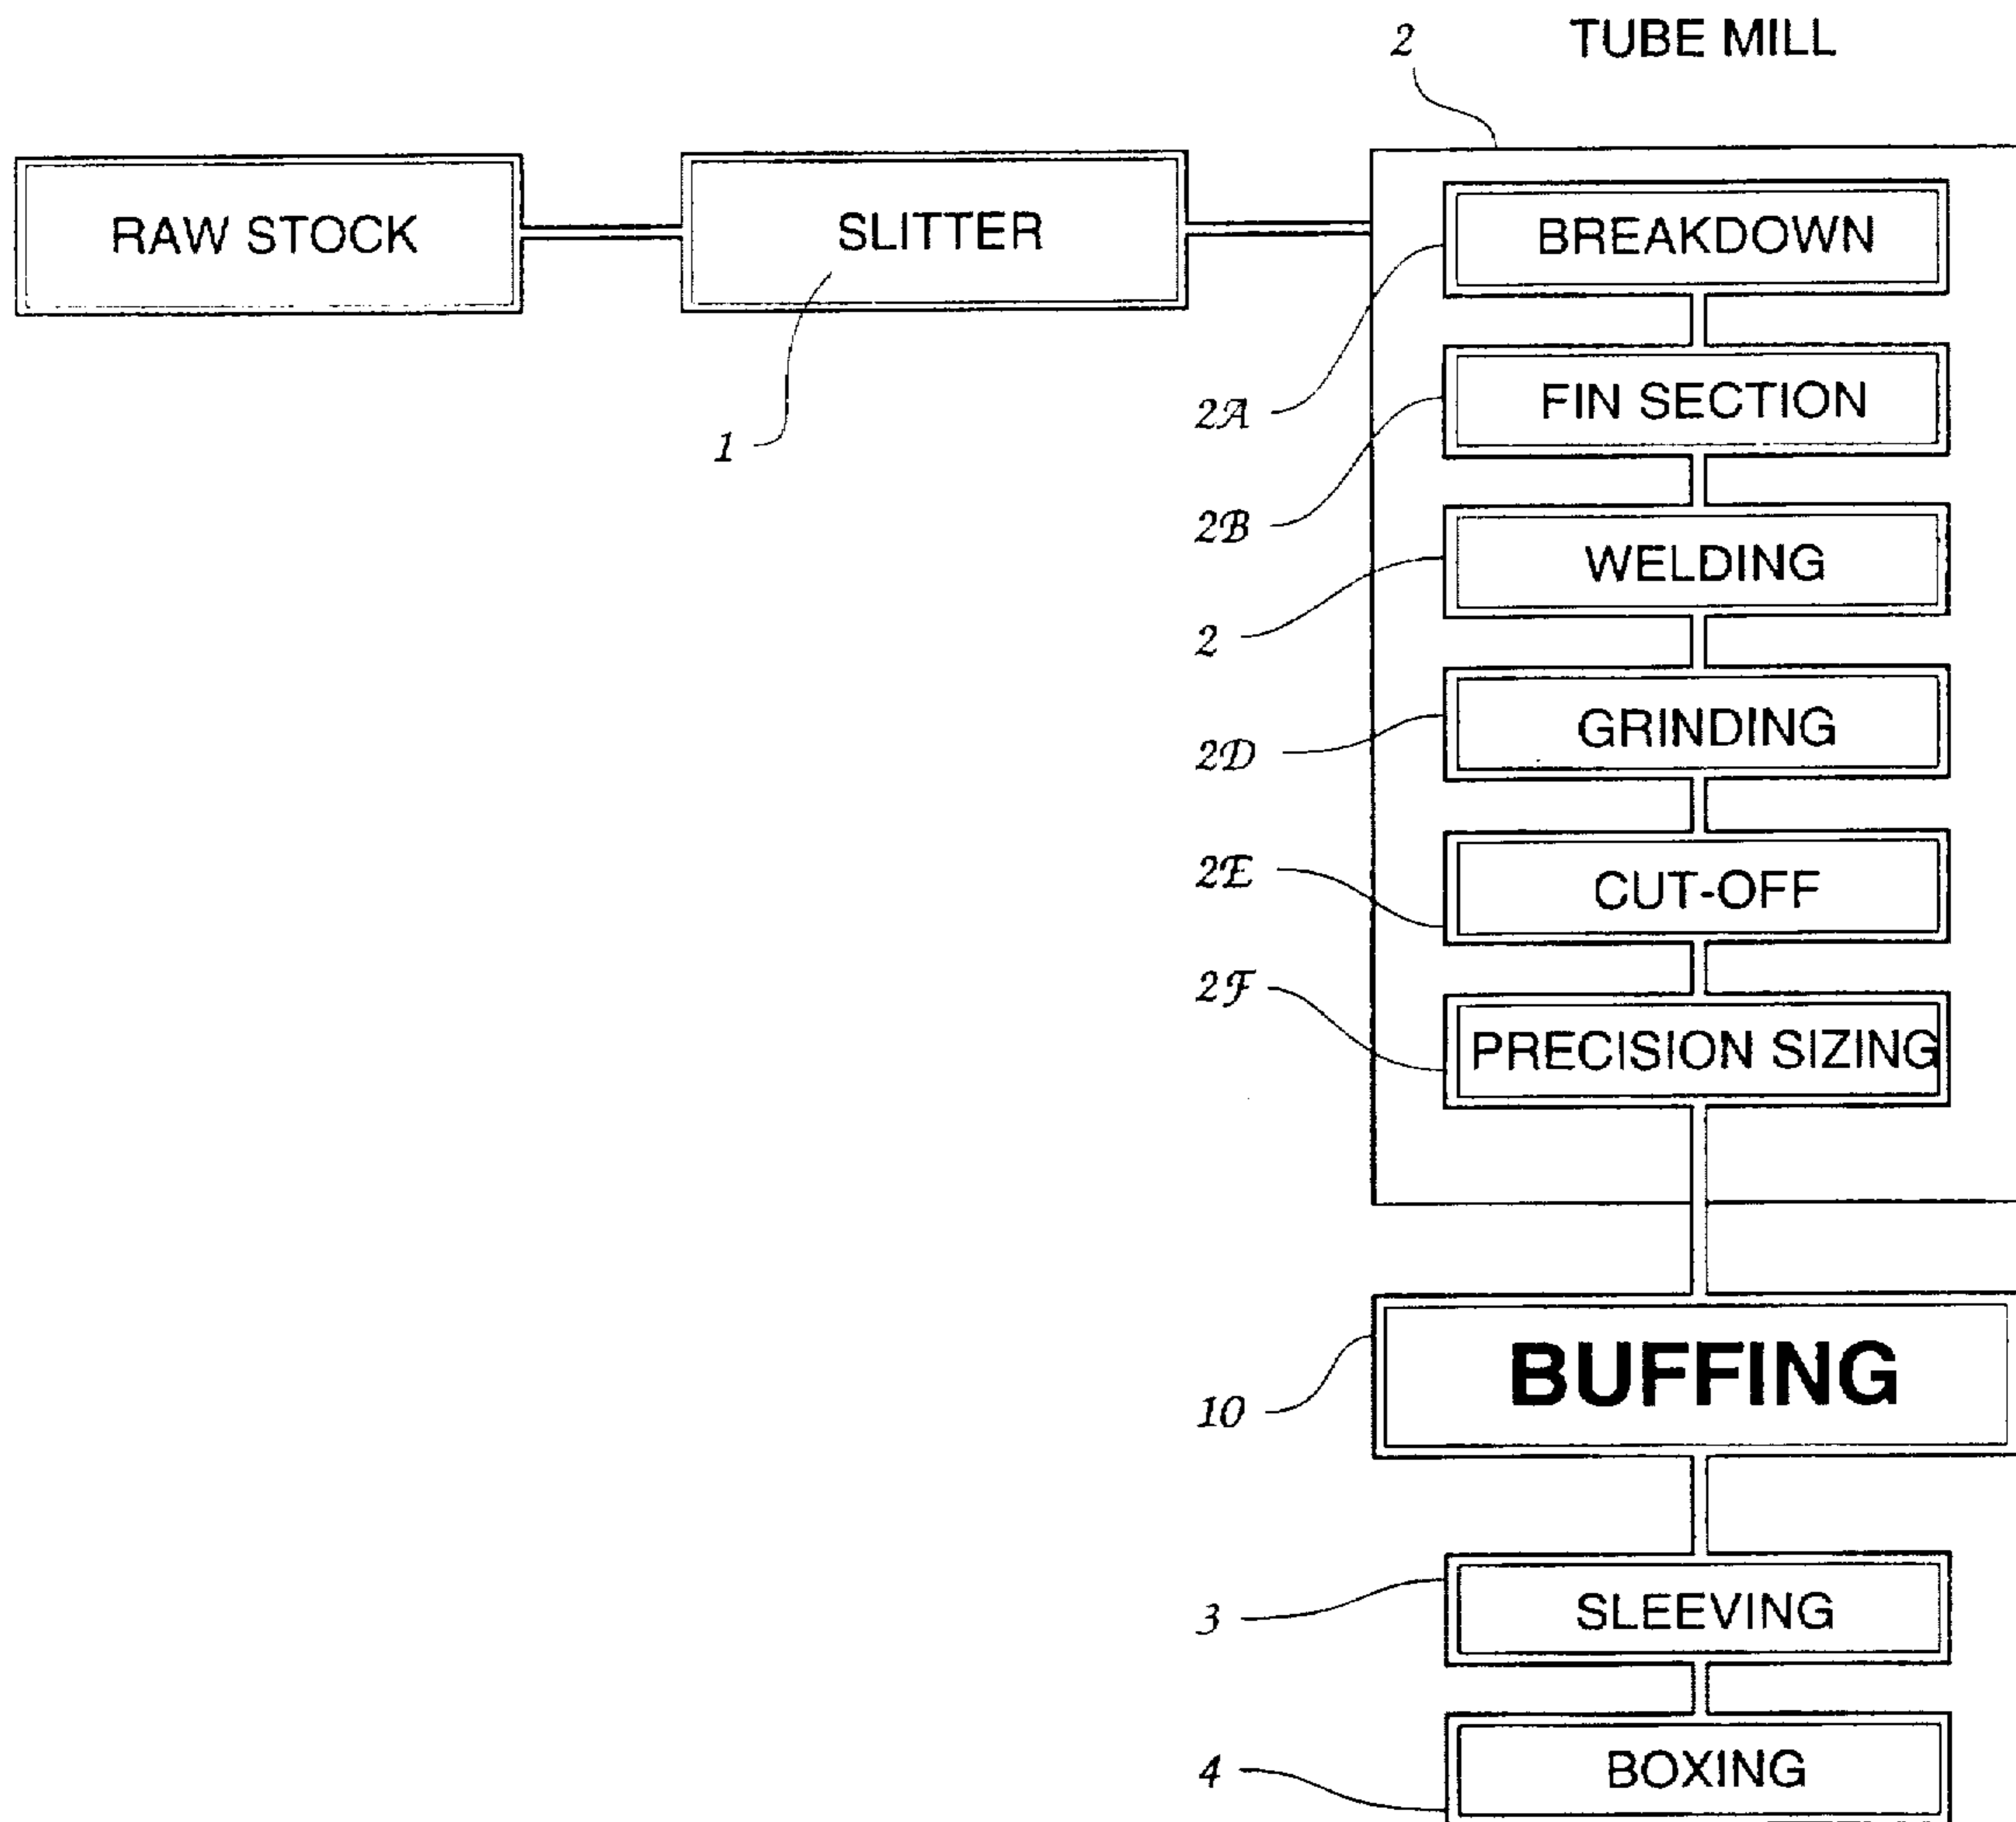 TUBE MILL
2
RAW STOCK
SLITTER
1
BREAKDOWN
2A
FIN SECTION
2B
WELDING
2
GRINDING
2D
CUT-OFF
2E
PRECISION SIZING
2F
BUFFING
10
SLEEVING
3
BOXING
4